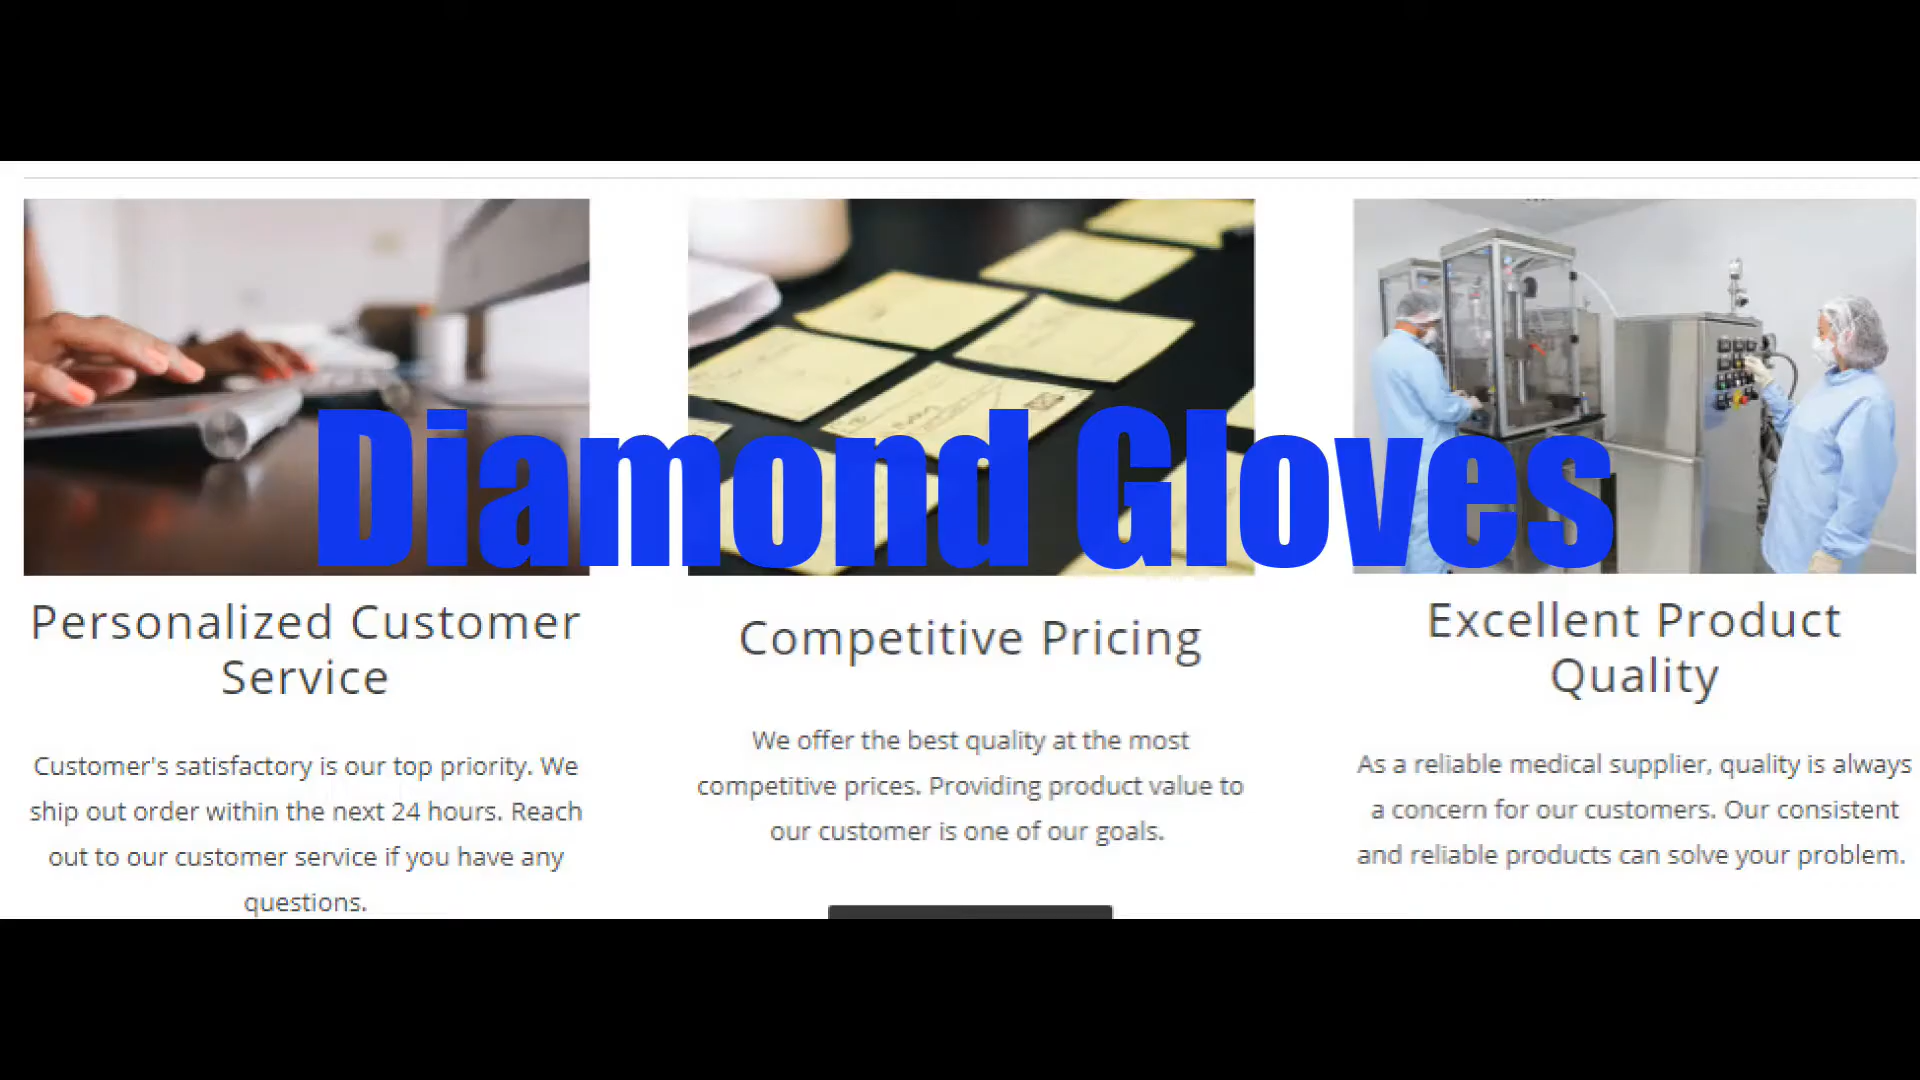 Diamond Gloves
Personalized Customer
Service
Customer's satisfactory is our top priority. We
ship out order within the next 24 hours. Reach
out to our customer service if you have any
questions.
Competitive Pricing
We offer the best quality at the most
competitive prices. Providing product value to
our customer is one of our goals.
Excellent Product
Quality
As a reliable medical supplier, quality is always
a concern for our customers. Our consistent
and reliable products can solve your problem.